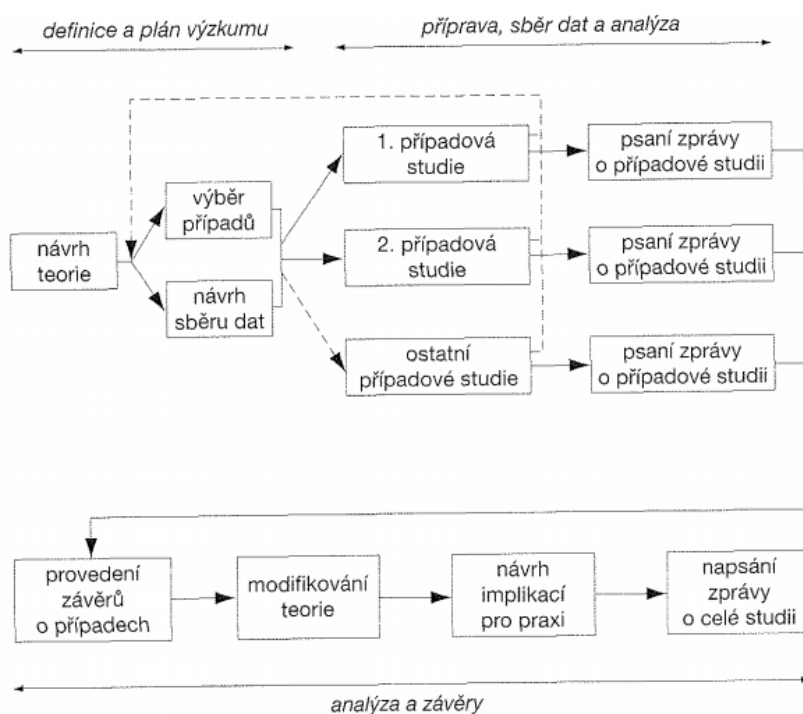 definice a plán výzkumu
příprava, sběr dat a analýza
1. případová
studie
psaní zprávy
o případové studii
výběr
případů
návrh
teorie
2. případová
studie
psaní zprávy
o případové studii
návrh
sběru dat
ostatní
případové studie
psaní zprávy
o případové studii
provedení
závěrů
o případech
modifikování
teorie
návrh
implikací
pro praxi
napsání
zprávy
o celé studii
analýza a závěry